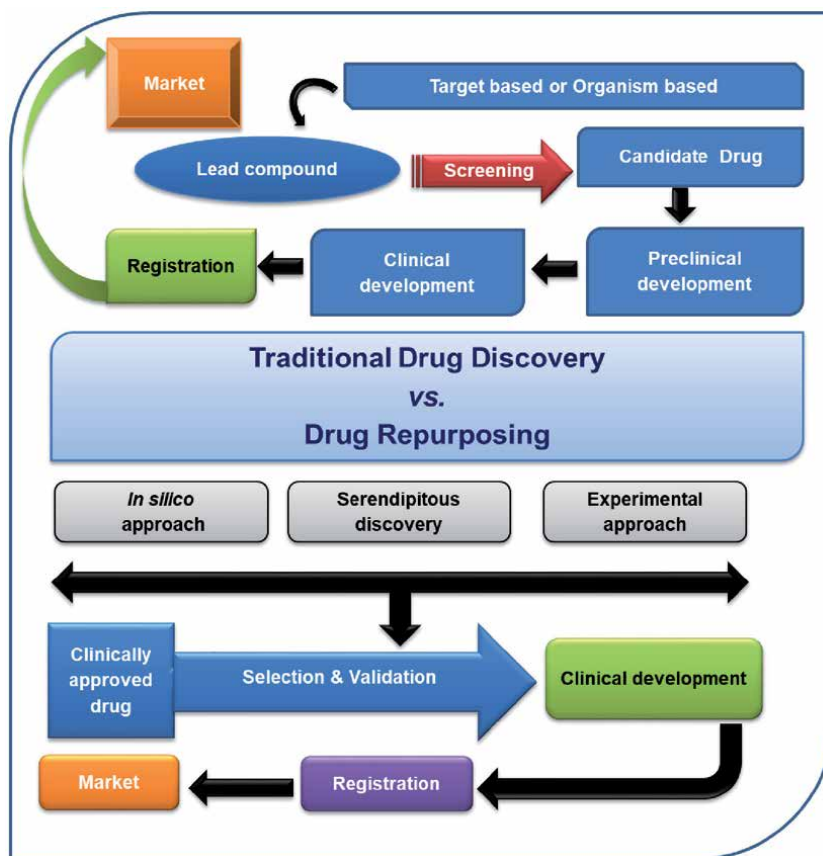 Market
Target based or Organism based
Lead compound
Screening
Candidate Drug
Registration
Clinical
development
Preclinical
development
Traditional Drug Discovery
vs.
Drug Repurposing
In silico
approach
Serendipitous
discovery
Experimental
approach
Clinically
approved
drug
Selection & Validation
Clinical development
Market
Registration